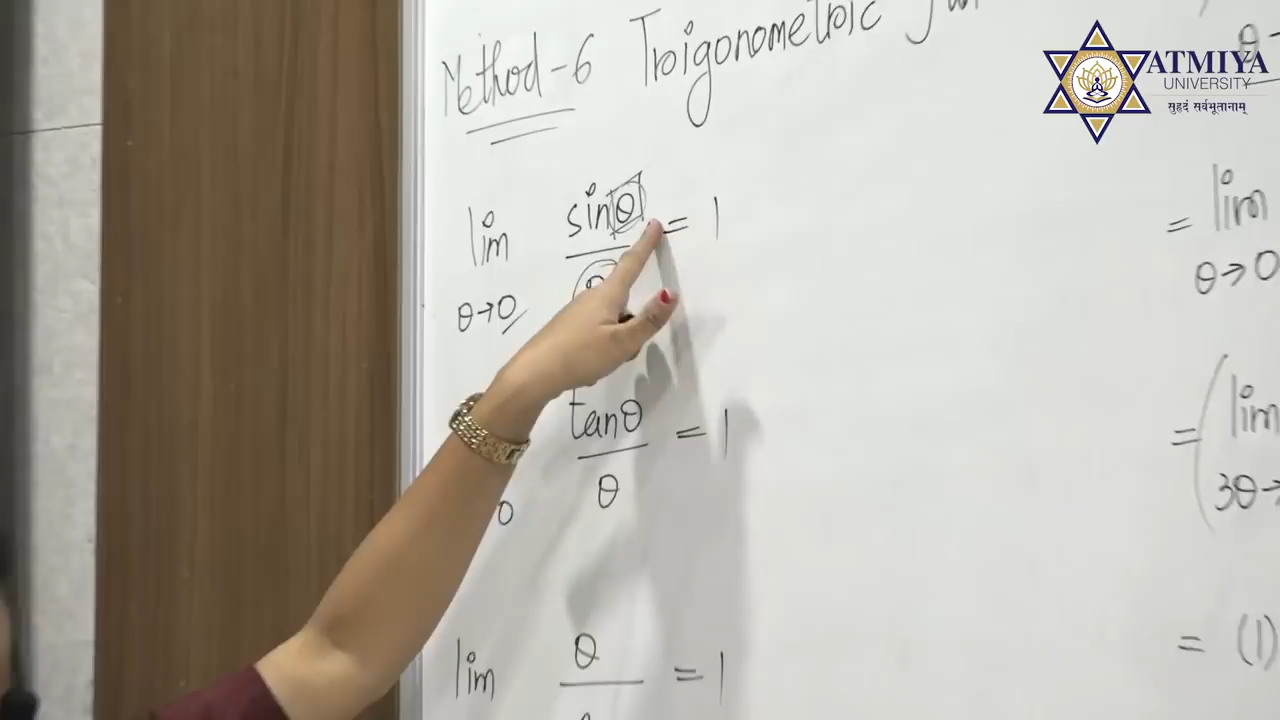 Method-6 Trigonometric
ATMIYA
UNIVERSITY
सुहृदं सर्वभूतानाम्
lim sinθ = 1
θ→0
tanθ = 1
θ
0
lim θ = 1
θ
= lim
θ→0
= ( lim
3θ→
= (1)